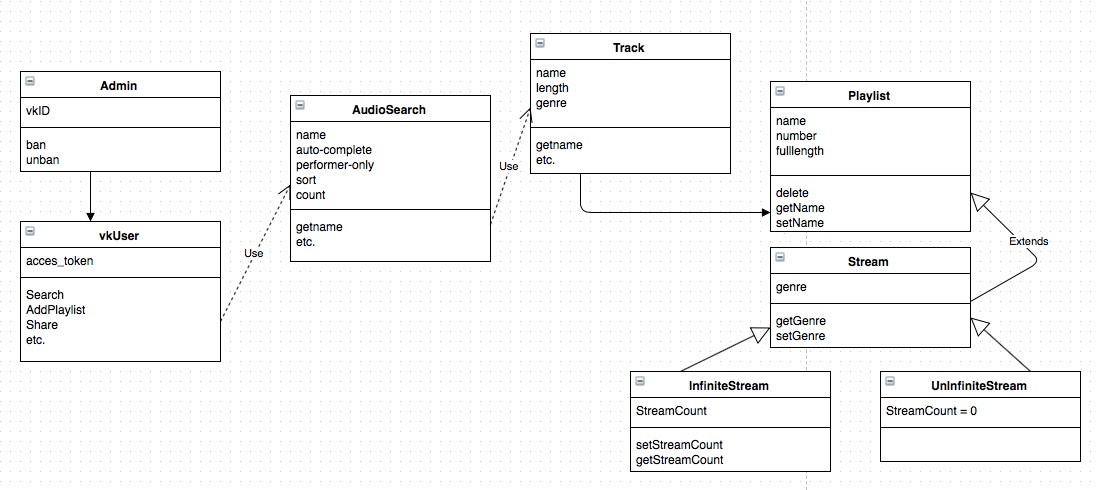 Admin
vkID
ban
unban
vkUser
acces_token
Search
AddPlaylist
Share
etc.
Use
AudioSearch
name
auto-complete
performer-only
sort
count
getname
etc.
Use
Track
name
length
genre
getname
etc.
Playlist
name
number
fulllength
delete
getName
setName
Extends
Stream
genre
getGenre
setGenre
InfiniteStream
StreamCount
setStreamCount
getStreamCount
UnInfiniteStream
StreamCount = 0